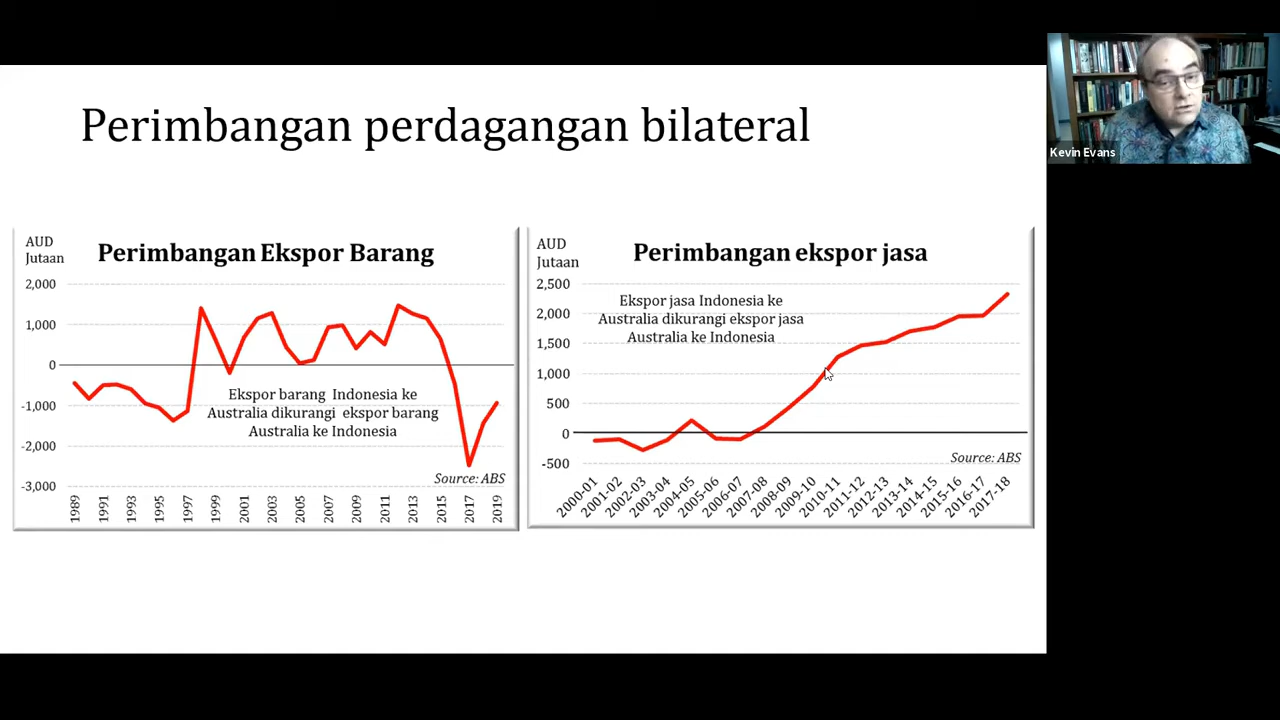 Perimbangan perdagangan bilateral
Kevin Evans
AUD
Jutaan
Perimbangan Ekspor Barang
2,000
1,000
0
-1,000
-2,000
-3,000
Ekspor barang Indonesia ke
Australia dikurangi ekspor barang
Australia ke Indonesia
Source: ABS
1989
1991
1993
1995
1997
1999
2001
2003
2005
2007
2009
2011
2013
2015
2017
2019
AUD
Jutaan
Perimbangan ekspor jasa
2,500
2,000
1,500
1,000
500
0
-500
Ekspor jasa Indonesia ke
Australia dikurangi ekspor jasa
Australia ke Indonesia
Source: ABS
2000-01
2001-02
2002-03
2003-04
2004-05
2005-06
2006-07
2007-08
2008-09
2009-10
2010-11
2011-12
2012-13
2013-14
2014-15
2015-16
2016-17
2017-18